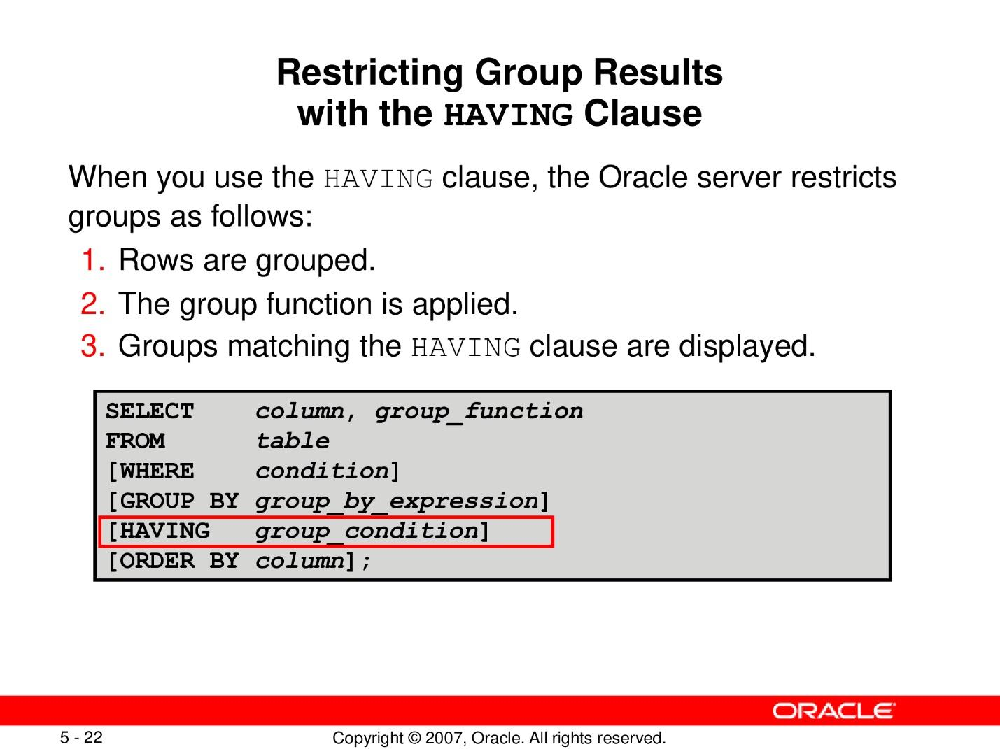 Restricting Group Results
with the HAVING Clause
When you use the HAVING clause, the Oracle server restricts
groups as follows:
1. Rows are grouped.
2. The group function is applied.
3. Groups matching the HAVING clause are displayed.
SELECT column, group_function
FROM table
[WHERE condition]
[GROUP BY group_by_expression]
[HAVING group_condition]
[ORDER BY column];
ORACLE
5 - 22
Copyright © 2007, Oracle. All rights reserved.